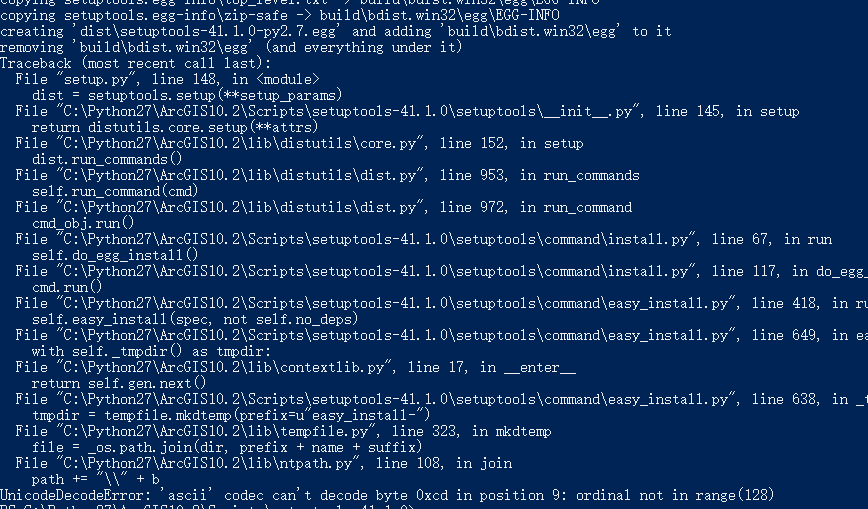 copying setuptools.egg-info\top_level.txt -> build\bdist.win32\egg\EGG-INFO
copying setuptools.egg-info\zip-safe -> build\bdist.win32\egg\EGG-INFO
creating 'dist\setuptools-41.1.0-py2.7.egg' and adding 'build\bdist.win32\egg' to it
removing 'build\bdist.win32\egg' (and everything under it)
Traceback (most recent call last):
  File "setup.py", line 148, in <module>
    dist = setuptools.setup(**setup_params)
  File "C:\Python27\ArcGIS10.2\Scripts\setuptools-41.1.0\setuptools\__init__.py", line 145, in setup
    return distutils.core.setup(**attrs)
  File "C:\Python27\ArcGIS10.2\lib\distutils\core.py", line 152, in setup
    dist.run_commands()
  File "C:\Python27\ArcGIS10.2\lib\distutils\dist.py", line 953, in run_commands
    self.run_command(cmd)
  File "C:\Python27\ArcGIS10.2\lib\distutils\dist.py", line 972, in run_command
    cmd_obj.run()
  File "C:\Python27\ArcGIS10.2\Scripts\setuptools-41.1.0\setuptools\command\install.py", line 67, in run
    self.do_egg_install()
  File "C:\Python27\ArcGIS10.2\Scripts\setuptools-41.1.0\setuptools\command\install.py", line 117, in do_egg_
    cmd.run()
  File "C:\Python27\ArcGIS10.2\Scripts\setuptools-41.1.0\setuptools\command\easy_install.py", line 418, in ru
    self.easy_install(spec, not self.no_deps)
  File "C:\Python27\ArcGIS10.2\Scripts\setuptools-41.1.0\setuptools\command\easy_install.py", line 649, in ea
    with self._tmpdir() as tmpdir:
  File "C:\Python27\ArcGIS10.2\lib\contextlib.py", line 17, in __enter__
    return self.gen.next()
  File "C:\Python27\ArcGIS10.2\Scripts\setuptools-41.1.0\setuptools\command\easy_install.py", line 638, in _t
    tmpdir = tempfile.mkdtemp(prefix=u"easy_install-")
  File "C:\Python27\ArcGIS10.2\lib\tempfile.py", line 323, in mkdtemp
    file = _os.path.join(dir, prefix + name + suffix)
  File "C:\Python27\ArcGIS10.2\lib\ntpath.py", line 108, in join
    path += "\\" + b
UnicodeDecodeError: 'ascii' codec can't decode byte 0xcd in position 9: ordinal not in range(128)
PS C:\Python27\ArcGIS10.2\Scripts\setuptools-41.1.0>